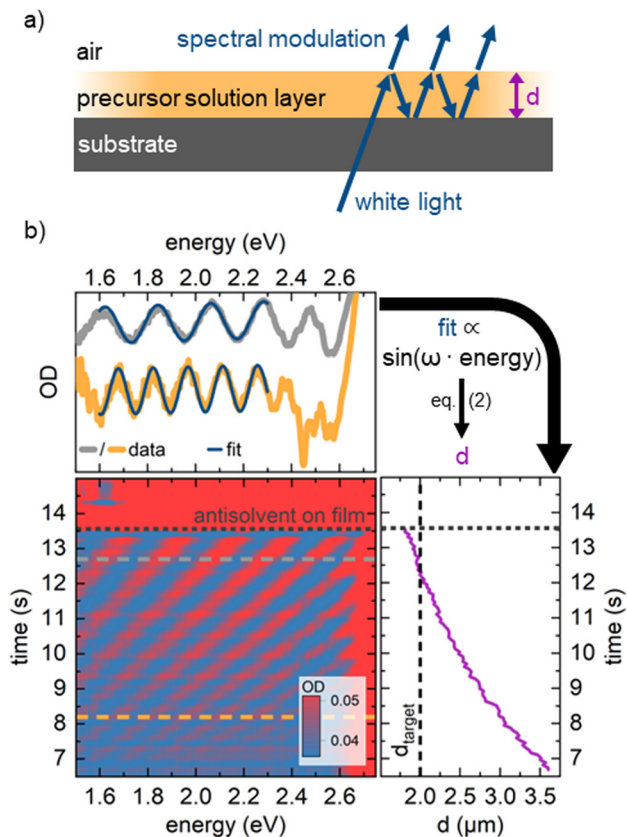 a)
air
spectral modulation
precursor solution layer
d
substrate
white light
b)
energy (eV)
1.6 1.8 2.0 2.2 2.4 2.6
OD
/ data
fit
fit ∝
sin(ω · energy)
eq. (2)
d
antisolvent on film
14
13
12
11
10
9
8
7
time (s)
OD
0.05
0.04
1.6 1.8 2.0 2.2 2.4 2.6
energy (eV)
d target
14
13
12
11
10
9
8
7
time (s)
2.0 2.5 3.0 3.5
d (µm)